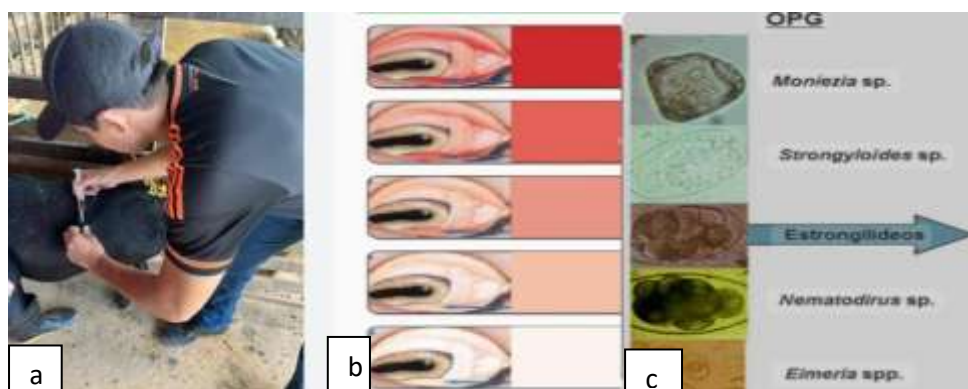 OPG
Moniezia sp.
Strongyloides sp.
Estrongilideos
Nematodirus sp.
Eimeria spp.
a
b
c